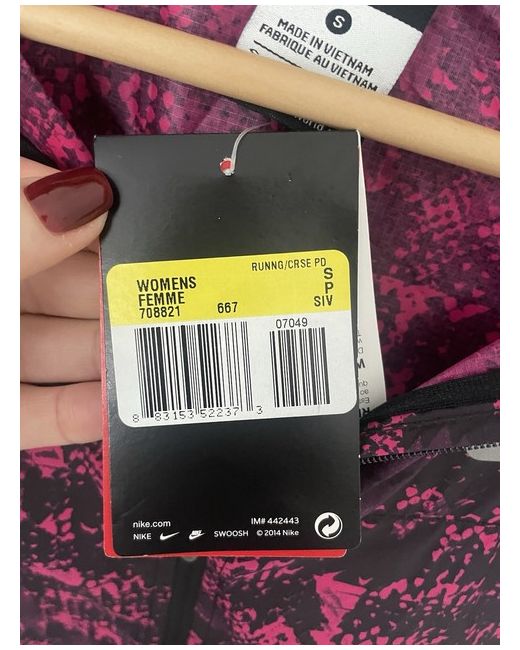 S
MADE IN VIETNAM
FABRIQUE AU VIETNAM
RUNNG/CRSE PD
WOMENS S
FEMME P
708821 667 SIV
07049
8 83153 52237 3
nike.com IM# 442443
NIKE SWOOSH © 2014 Nike